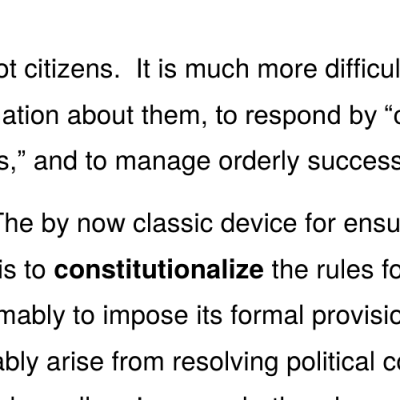 ot citizens.  It is much more difficul
ation about them, to respond by “
s,” and to manage orderly success
The by now classic device for ensu
is to constitutionalize the rules fo
mably to impose its formal provisio
ably arise from resolving political co